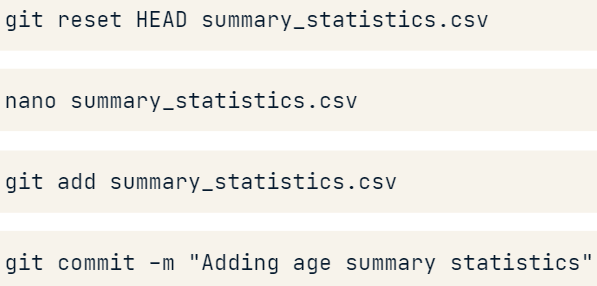 git reset HEAD summary_statistics.csv
nano summary_statistics.csv
git add summary_statistics.csv
git commit -m "Adding age summary statistics"